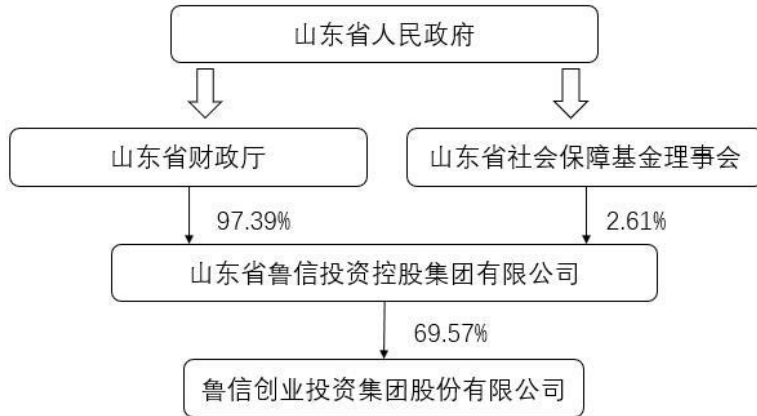 山东省人民政府
山东省财政厅
山东省社会保障基金理事会
97.39%
2.61%
山东省鲁信投资控股集团有限公司
69.57%
鲁信创业投资集团股份有限公司